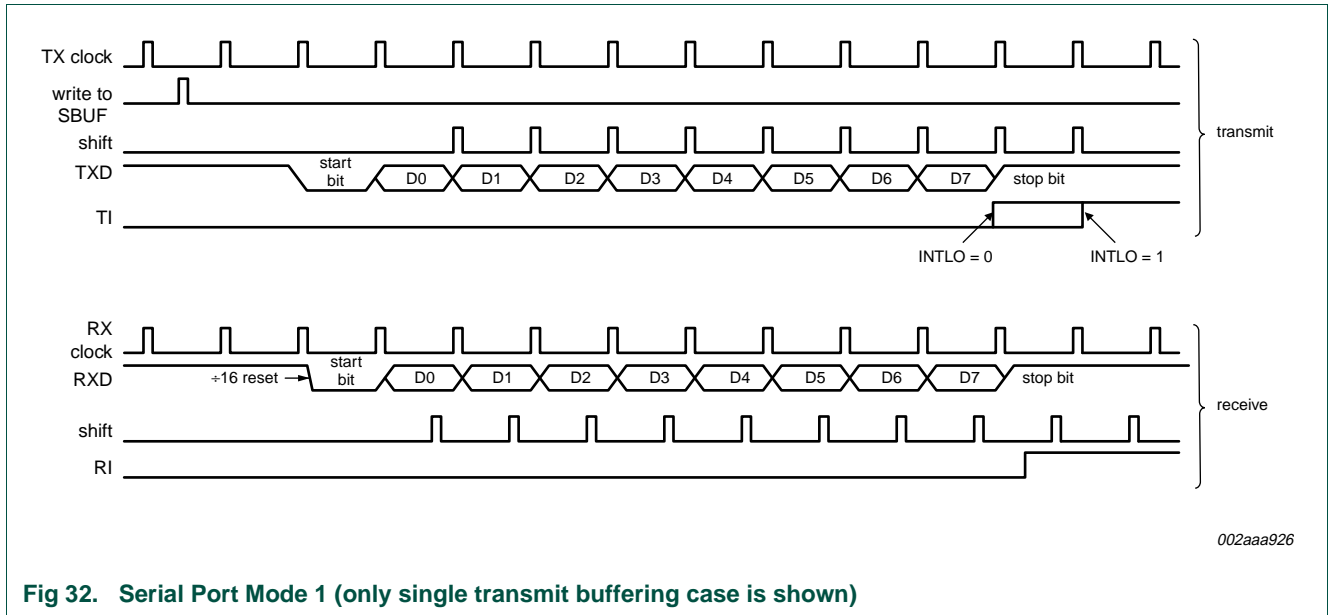 TX clock
write to
SBUF
shift
TXD
start
bit
D0
D1
D2
D3
D4
D5
D6
D7
stop bit
TI
INTLO = 0
INTLO = 1
transmit
RX
clock
RXD
÷16 reset
start
bit
D0
D1
D2
D3
D4
D5
D6
D7
stop bit
shift
RI
receive
002aaa926
Fig 32. Serial Port Mode 1 (only single transmit buffering case is shown)